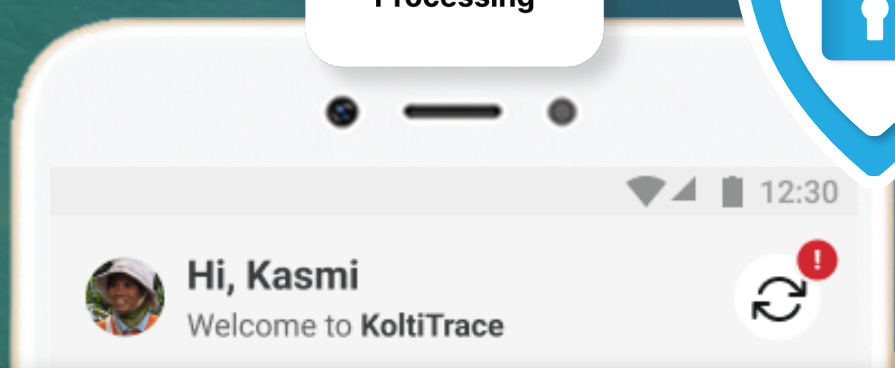 Processing
12:30
Hi, Kasmi
!
Welcome to KoltiTrace